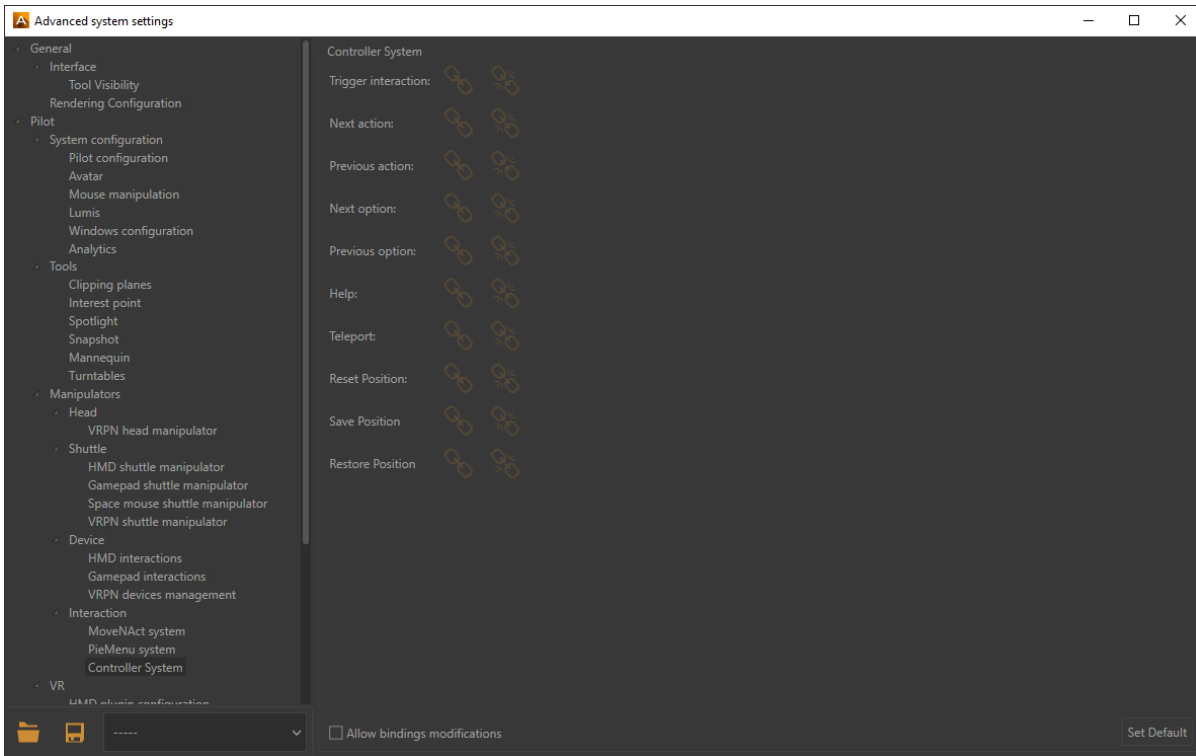 Advanced system settings
General
Interface
Tool Visibility
Rendering Configuration
Pilot
System configuration
Pilot configuration
Avatar
Mouse manipulation
Lumis
Windows configuration
Analytics
Tools
Clipping planes
Interest point
Spotlight
Snapshot
Mannequin
Turntables
Manipulators
Head
VRPN head manipulator
Shuttle
HMD shuttle manipulator
Gamepad shuttle manipulator
Space mouse shuttle manipulator
VRPN shuttle manipulator
Device
HMD interactions
Gamepad interactions
VRPN devices management
Interaction
MoveNAct system
PieMenu system
Controller System
VR
HMD plugin configuration
-----
Controller System
Trigger interaction:
Next action:
Previous action:
Next option:
Previous option:
Help:
Teleport:
Reset Position:
Save Position
Restore Position
Allow bindings modifications
Set Default